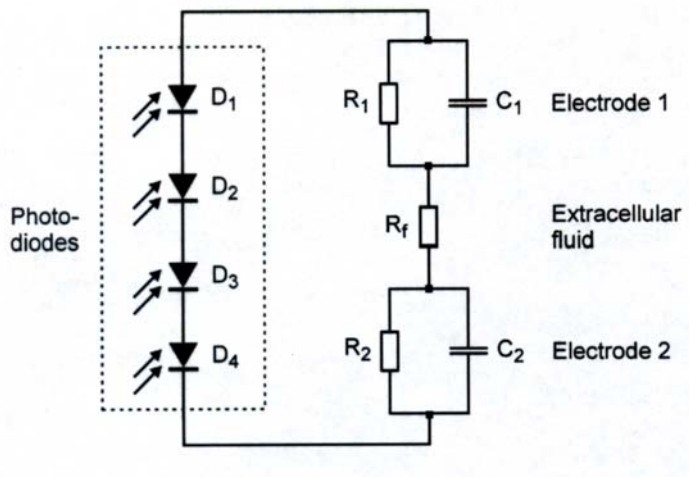 D1
R1
C1
Electrode 1
D2
Photo-
diodes
Rf
Extracellular
fluid
D3
R2
C2
Electrode 2
D4